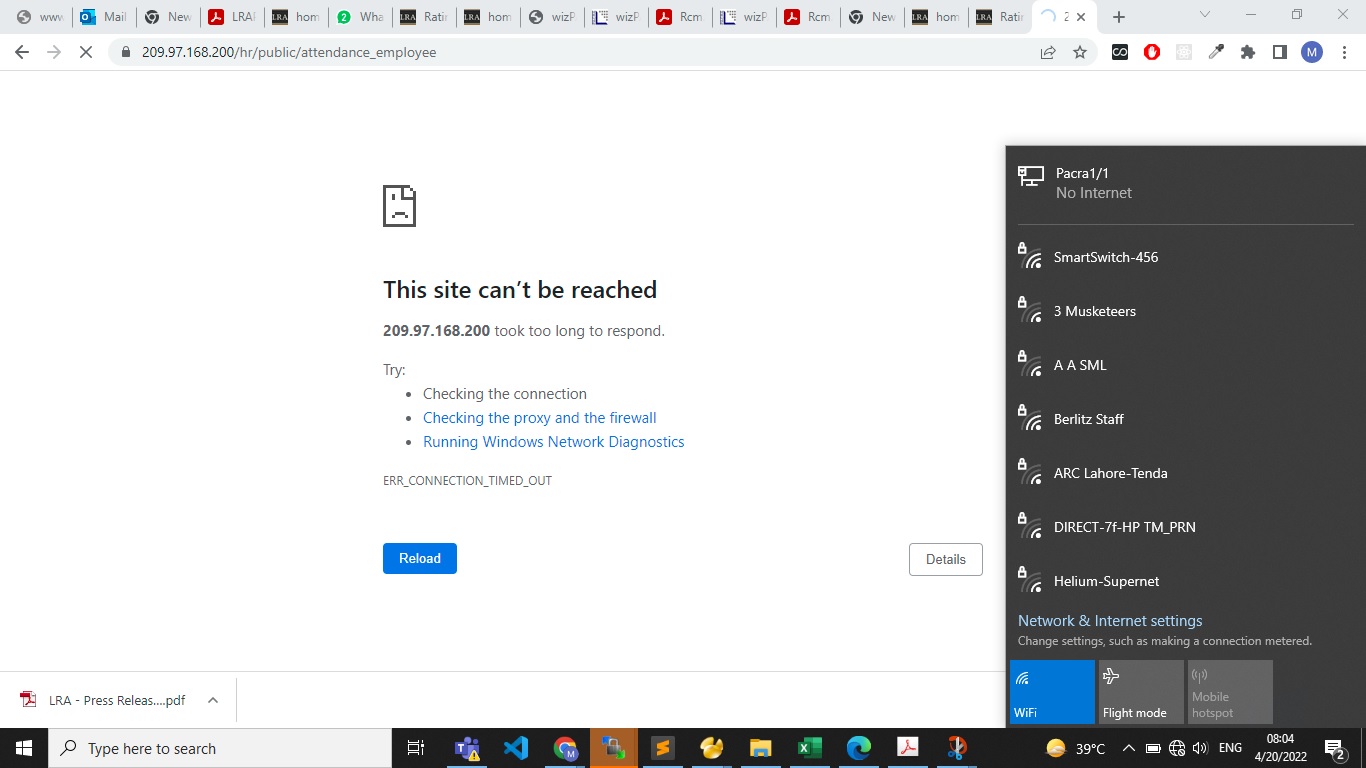 www
Mail
New
LRAF
hom
2
Wha
LRA
Ratir
LRA
hom
wizP
wizP
Rcm
wizP
Rcm
New
LRA
hom
LRA
Ratir
2
209.97.168.200/hr/public/attendance_employee
M
This site can't be reached
209.97.168.200 took too long to respond.
Try:
Checking the connection
Checking the proxy and the firewall
Running Windows Network Diagnostics
ERR_CONNECTION_TIMED_OUT
Reload
Details
Pacra1/1
No Internet
SmartSwitch-456
3 Musketeers
A A SML
Berlitz Staff
ARC Lahore-Tenda
DIRECT-7f-HP TM_PRN
Helium-Supernet
Network & Internet settings
Change settings, such as making a connection metered.
WiFi
Flight mode
Mobile
hotspot
LRA - Press Releas....pdf
Type here to search
39°C
ENG
08:04
4/20/2022
2